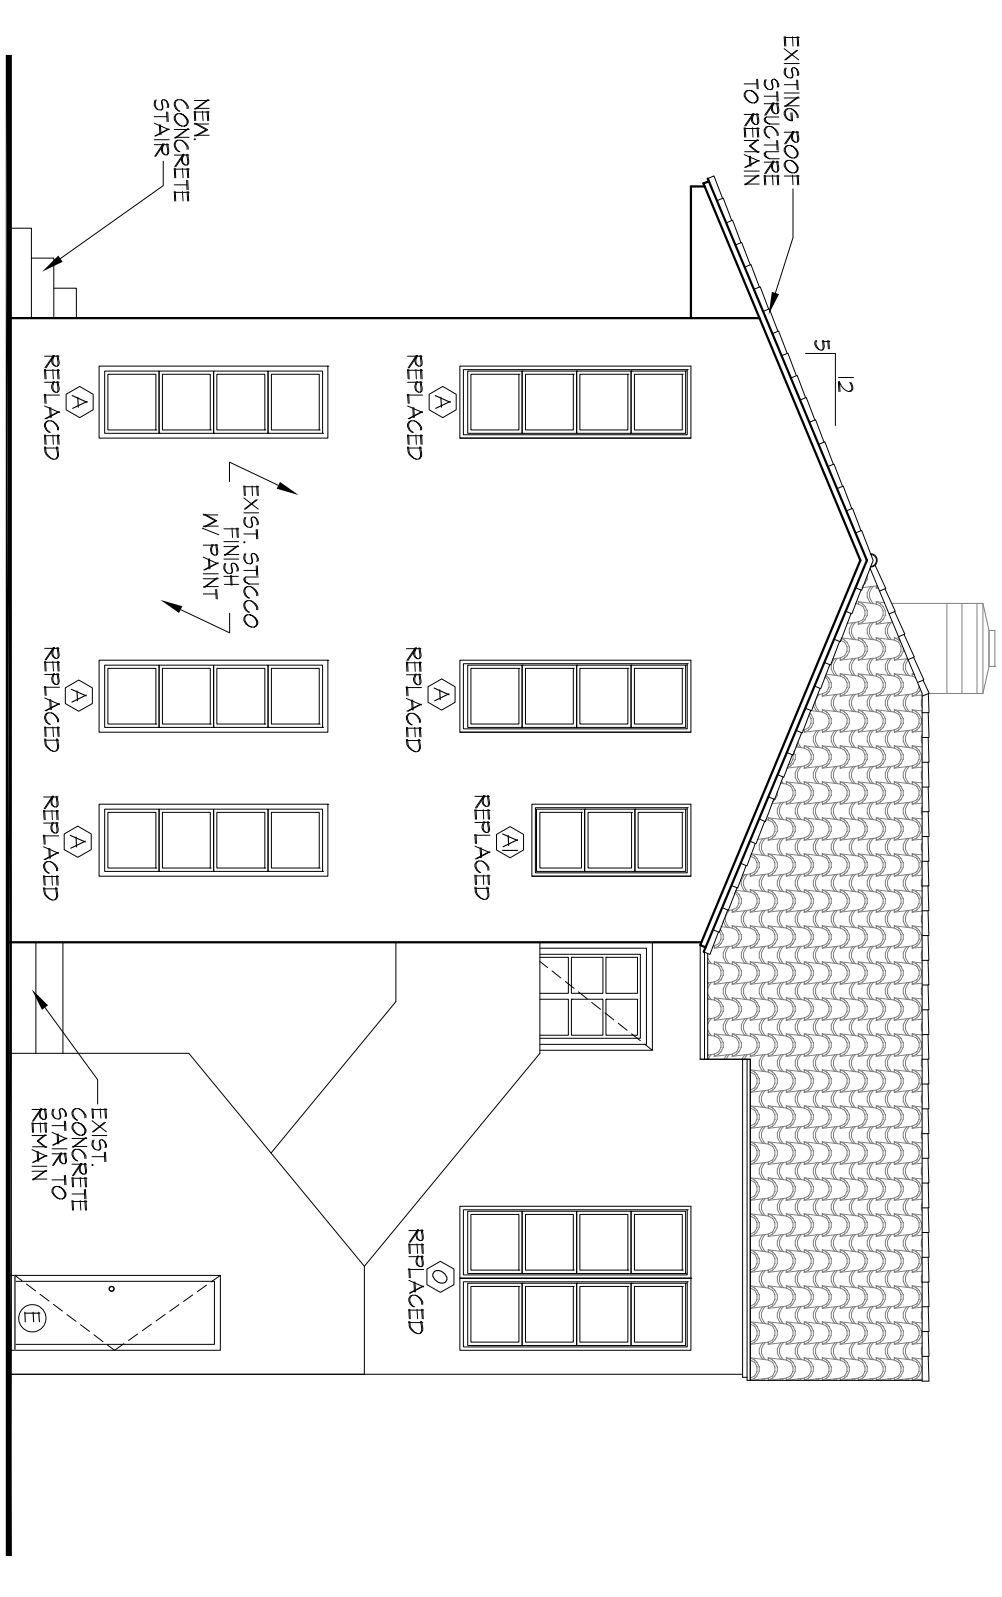 EXISTING ROOF
STRUCTURE
TO REMAIN
12
5
NEW
CONCRETE
STAIR
A
REPLACED
A
REPLACED
A1
REPLACED
O
REPLACED
EXIST. STUCCO
FINISH
W/ PAINT
A
REPLACED
A
REPLACED
A
REPLACED
EXIST.
CONCRETE
STAIR TO
REMAIN
E